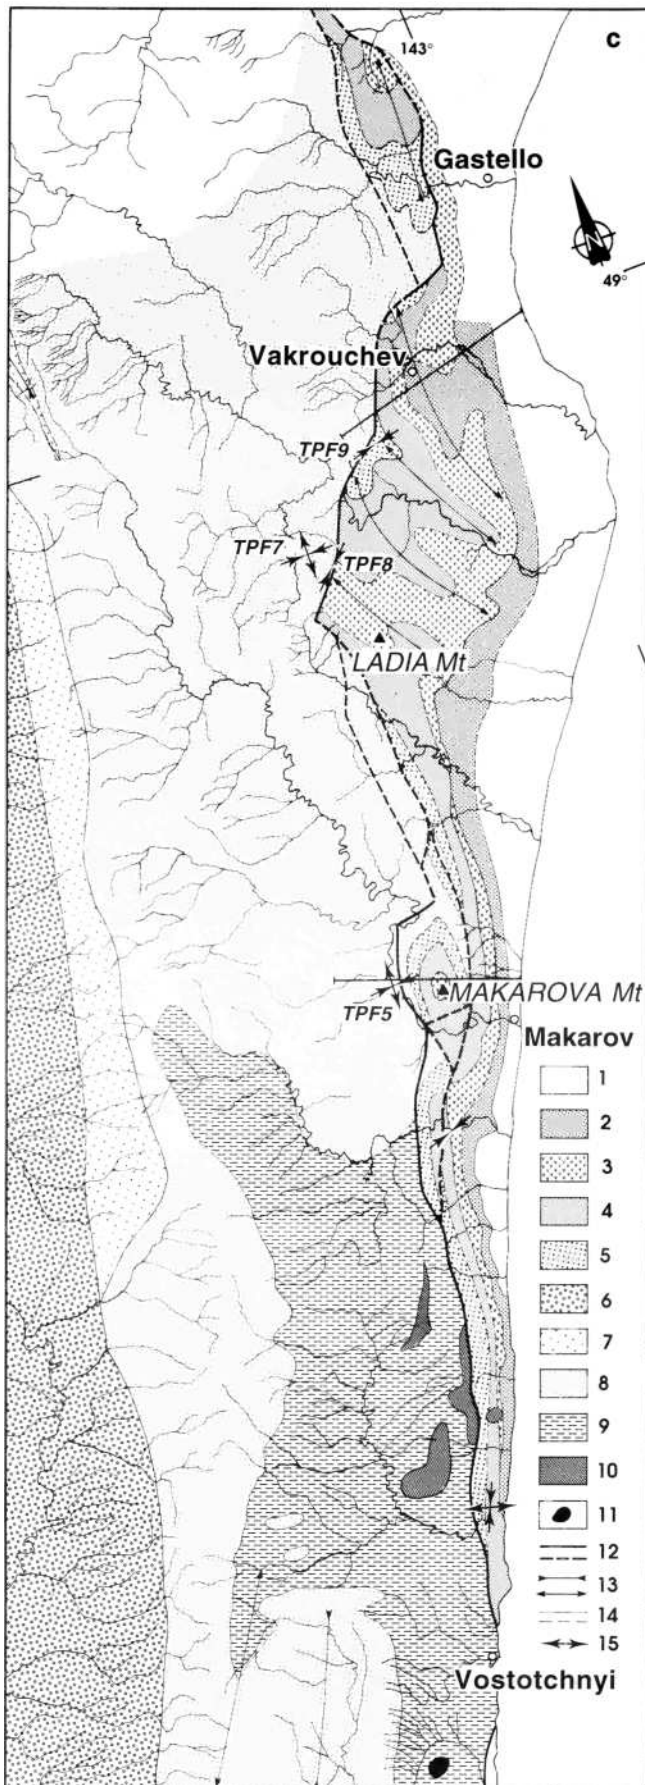 c
143°
Gastello
N
49°
Vakrouchev
TPF9
TPF7
TPF8
LADIA Mt
MAKAROVA Mt
TPF5
Makarov
1
2
3
4
5
6
7
8
9
10
11
12
13
14
15
Vostotchnyi